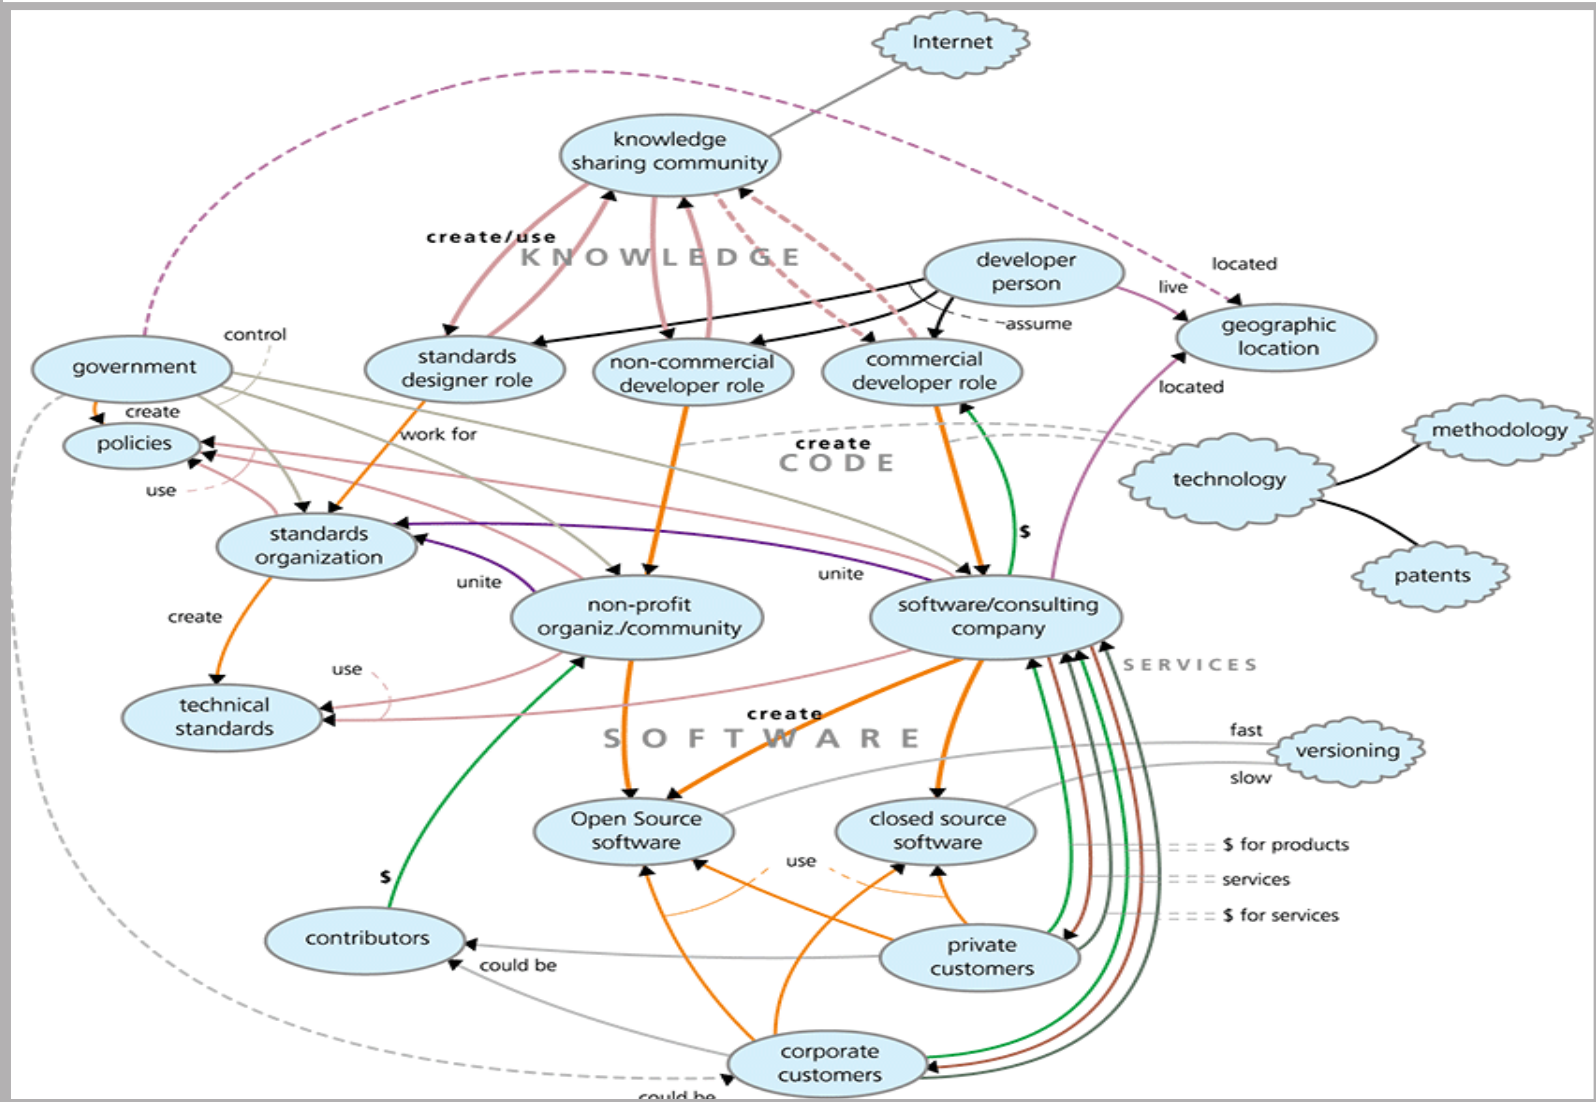 Internet
knowledge
sharing community
create/use
KNOWLEDGE
developer
person
located
live
assume
geographic
location
control
government
standards
designer role
non-commercial
developer role
commercial
developer role
located
create
policies
work for
create
CODE
methodology
technology
use
standards
organization
$
unite
unite
patents
create
non-profit
organiz./community
software/consulting
company
SERVICES
use
technical
standards
create
SOFTWARE
fast
versioning
slow
Open Source
software
closed source
software
use
$ for products
services
$ for services
$
contributors
could be
private
customers
corporate
customers
could be